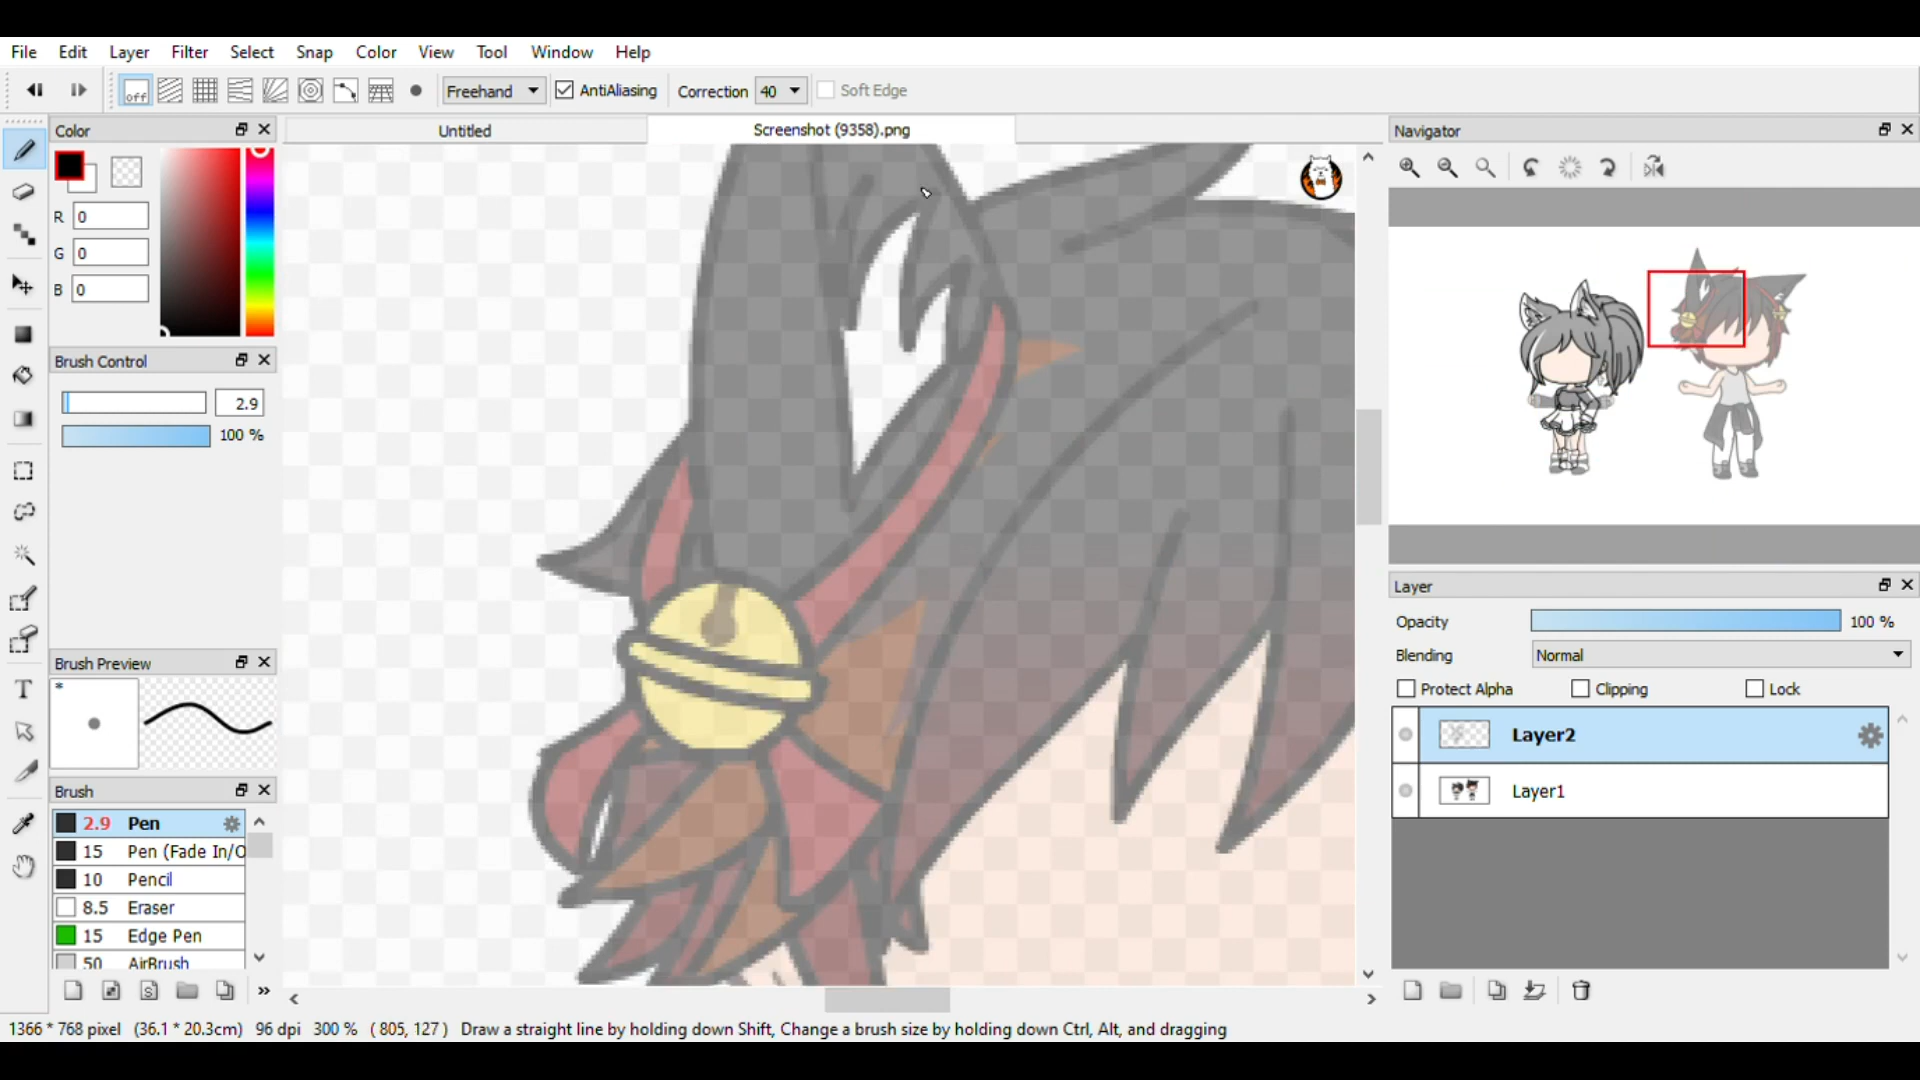 File Edit Layer Filter Select Snap Color View Tool Window Help
off Freehand AntiAliasing Correction 40 Soft Edge
Color Untitled Screenshot (9358).png Navigator
R 0
G 0
B 0
Brush Control
2.9
100 %
Layer
Opacity 100 %
Blending Normal
Protect Alpha Clipping Lock
Brush Preview
*
Layer2
Layer1
Brush
2.9 Pen
15 Pen (Fade In/O
10 Pencil
8.5 Eraser
15 Edge Pen
50 AirBrush
S
T
1366 * 768 pixel (36.1 * 20.3cm) 96 dpi 300 % ( 805, 127 ) Draw a straight line by holding down Shift, Change a brush size by holding down Ctrl, Alt, and dragging